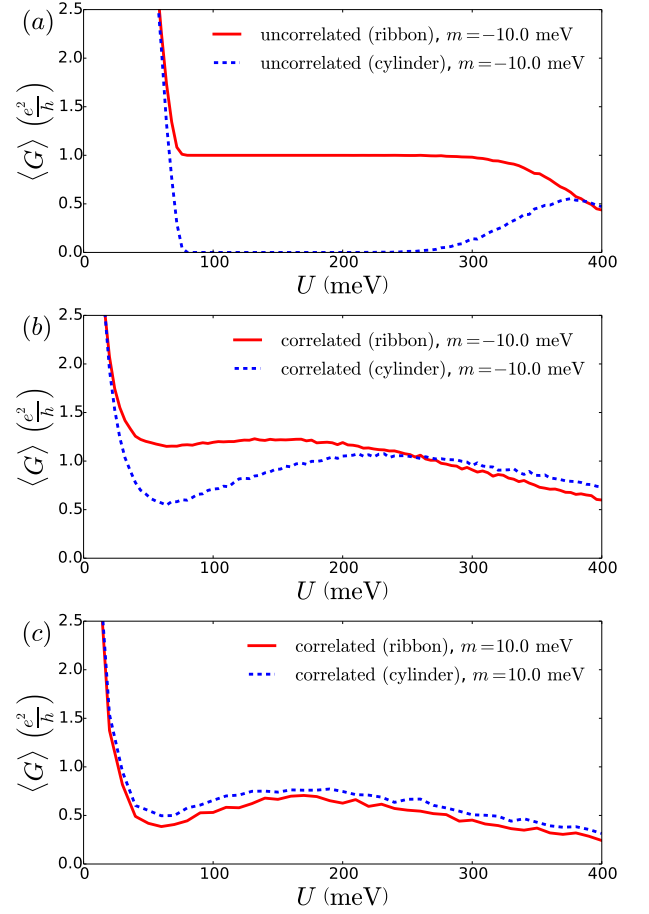 (a)
2.5
2.0
1.5
1.0
0.5
0.0
⟨G⟩ (e²/h)
uncorrelated (ribbon), m=−10.0 meV
uncorrelated (cylinder), m=−10.0 meV
0 100 200 300 400
U (meV)
(b)
2.5
2.0
1.5
1.0
0.5
0.0
⟨G⟩ (e²/h)
correlated (ribbon), m=−10.0 meV
correlated (cylinder), m=−10.0 meV
0 100 200 300 400
U (meV)
(c)
2.5
2.0
1.5
1.0
0.5
0.0
⟨G⟩ (e²/h)
correlated (ribbon), m=10.0 meV
correlated (cylinder), m=10.0 meV
0 100 200 300 400
U (meV)